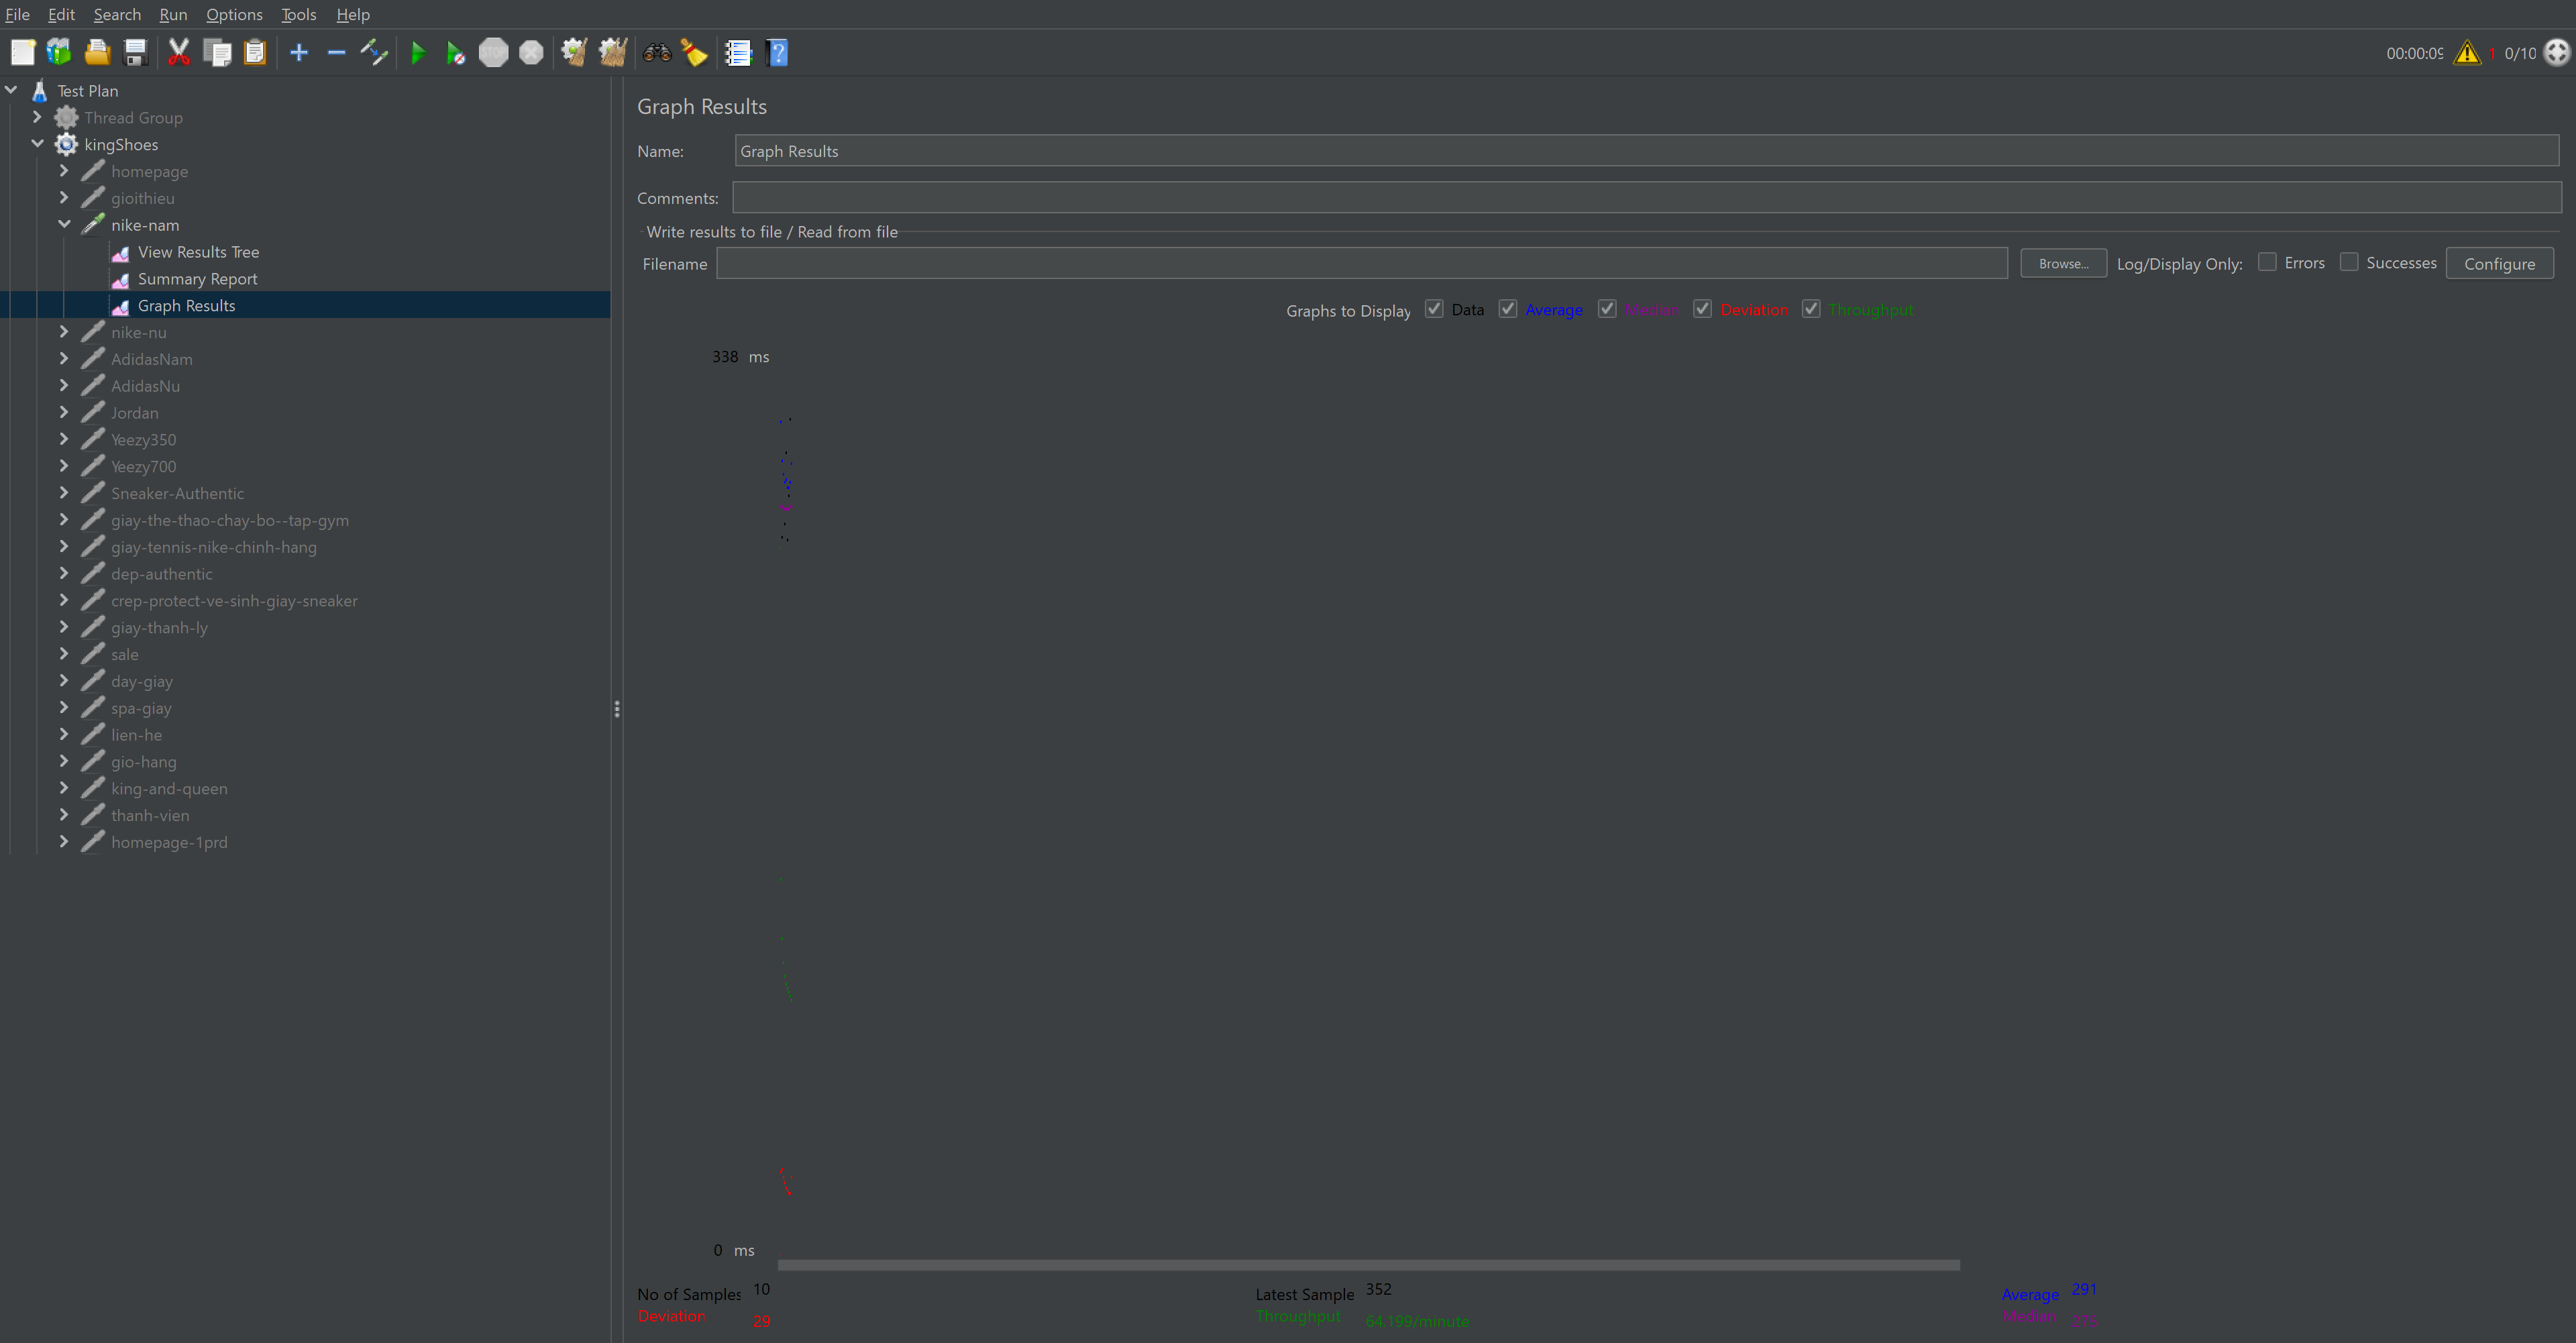 File Edit Search Run Options Tools Help
00:00:09 1 0/10
Test Plan
Thread Group
kingShoes
homepage
gioithieu
nike-nam
View Results Tree
Summary Report
Graph Results
nike-nu
AdidasNam
AdidasNu
Jordan
Yeezy350
Yeezy700
Sneaker-Authentic
giay-the-thao-chay-bo--tap-gym
giay-tennis-nike-chinh-hang
dep-authentic
crep-protect-ve-sinh-giay-sneaker
giay-thanh-ly
sale
day-giay
spa-giay
lien-he
gio-hang
king-and-queen
thanh-vien
homepage-1prd
Graph Results
Name: Graph Results
Comments:
Write results to file / Read from file
Filename Browse... Log/Display Only: Errors Successes Configure
Graphs to Display Data Average Median Deviation Throughput
338 ms
0 ms
No of Samples 10 Latest Sample 352 Average 291
Deviation 29 Throughput 64.199/minute Median 275